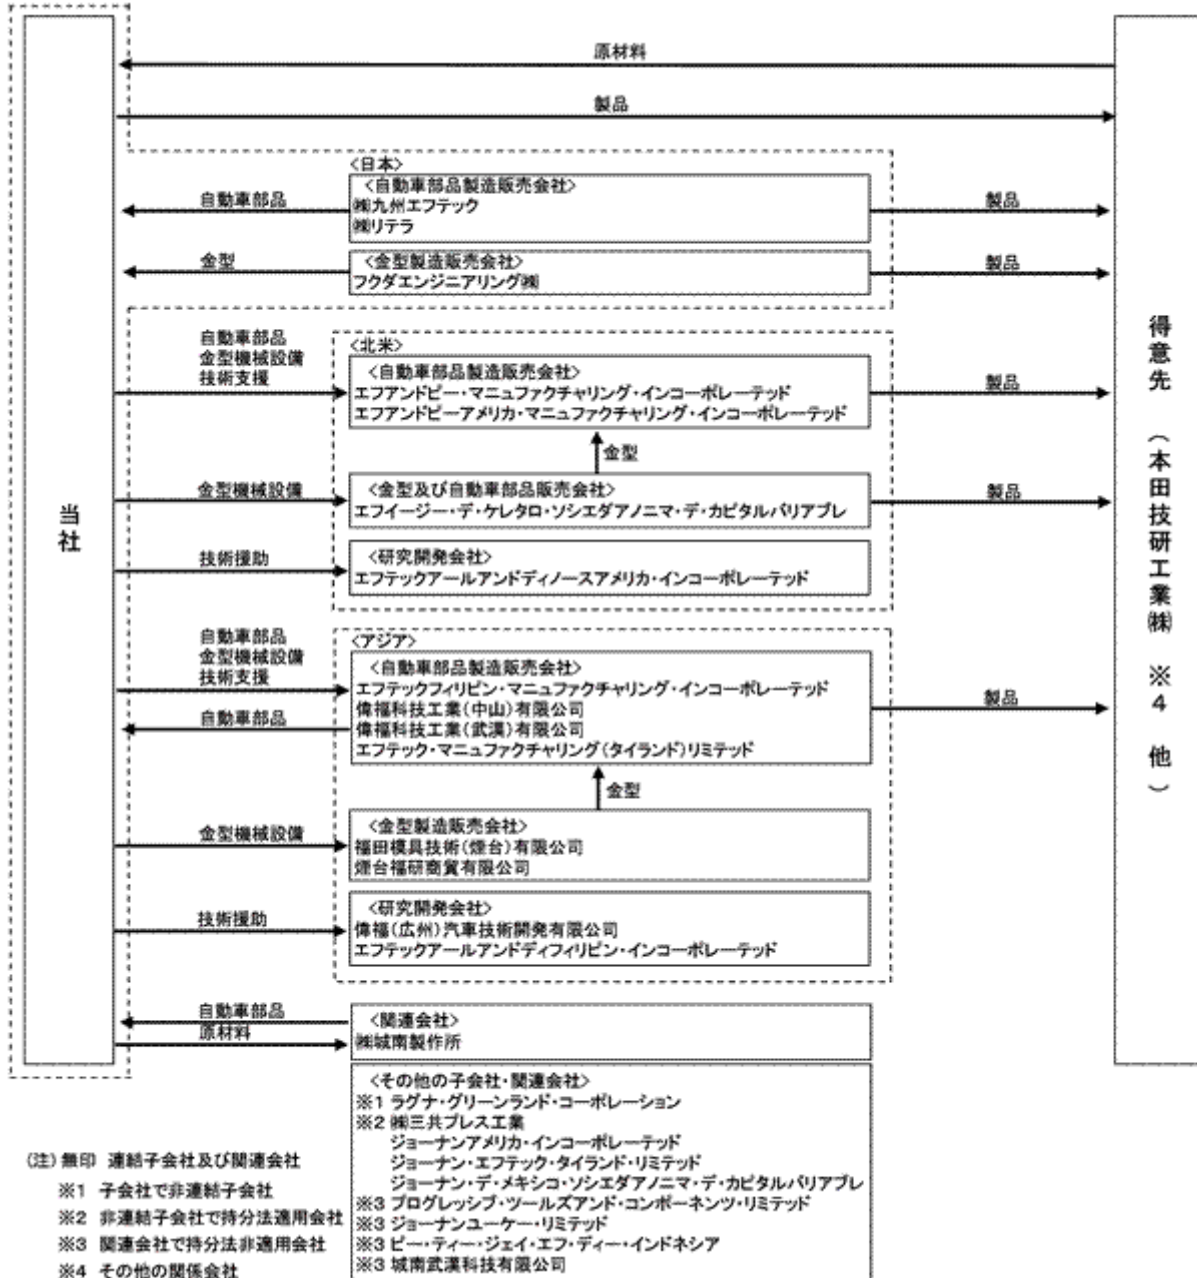 原材料
製品
〈日本〉
〈自動車部品製造販売会社〉
㈱九州エフテック
㈱リテラ
自動車部品
製品
〈金型製造販売会社〉
フクダエンジニアリング㈱
金型
製品
自動車部品
金型機械設備
技術支援
〈北米〉
〈自動車部品製造販売会社〉
エフアンドピー・マニュファクチャリング・インコーポレーテッド
エフアンドピーアメリカ・マニュファクチャリング・インコーポレーテッド
製品
金型
金型機械設備
〈金型及び自動車部品販売会社〉
エフイージー・デ・ケレタロ・ソシエダアノニマ・デ・カピタルバリアブレ
製品
技術援助
〈研究開発会社〉
エフテックアールアンドディノースアメリカ・インコーポレーテッド
当社
得意先 （本田技研工業㈱ ※4 他）
自動車部品
金型機械設備
技術支援
自動車部品
〈アジア〉
〈自動車部品製造販売会社〉
エフテックフィリピン・マニュファクチャリング・インコーポレーテッド
偉福科技工業(中山)有限公司
偉福科技工業(武漢)有限公司
エフテック・マニュファクチャリング(タイランド)リミテッド
製品
金型
金型機械設備
〈金型製造販売会社〉
福田模具技術(煙台)有限公司
煙台福研商貿有限公司
技術援助
〈研究開発会社〉
偉福(広州)汽車技術開発有限公司
エフテックアールアンドディフィリピン・インコーポレーテッド
自動車部品
原材料
〈関連会社〉
㈱城南製作所
〈その他の子会社・関連会社〉
※1 ラグナ・グリーンランド・コーポレーション
※2 ㈱三共プレス工業
ジョーナンアメリカ・インコーポレーテッド
ジョーナン・エフテック・タイランド・リミテッド
ジョーナン・デ・メキシコ・ソシエダアノニマ・デ・カピタルバリアブレ
※3 プログレッシブ・ツールズアンド・コンポーネンツ・リミテッド
※3 ジョーナンユーケー・リミテッド
※3 ピー・ティー・ジェイ・エフ・ディー・インドネシア
※3 城南武漢科技有限公司
(注) 無印 連結子会社及び関連会社
※1 子会社で非連結子会社
※2 非連結子会社で持分法適用会社
※3 関連会社で持分法非適用会社
※4 その他の関係会社